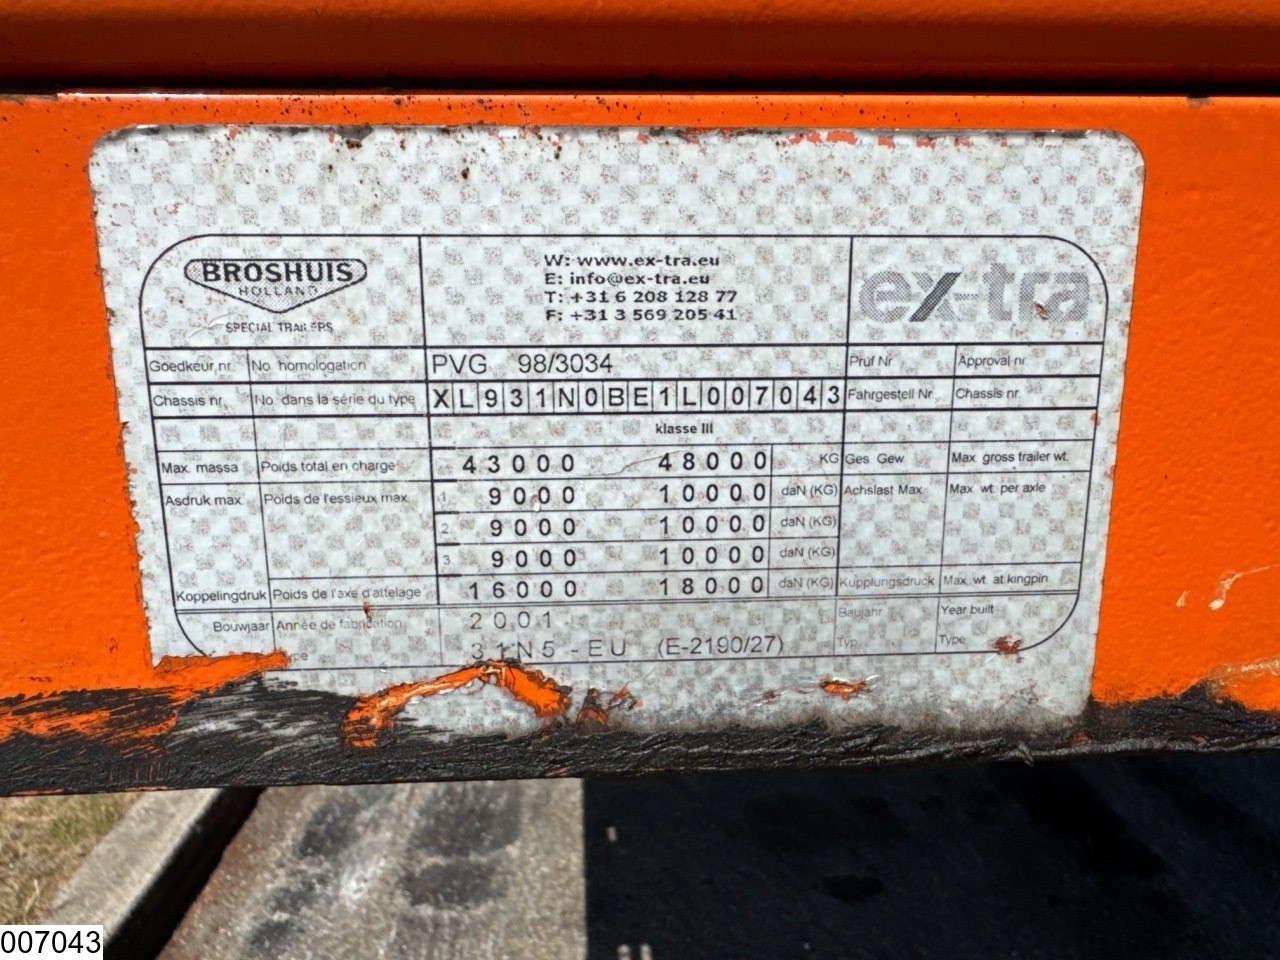 BROSHUIS
HOLLAND
SPECIAL TRAILERS
W: www.ex-tra.eu
E: info@ex-tra.eu
T: +31 6 208 128 77
F: +31 3 569 205 41
ex-tra
Goedkeur.nr. No. homologation PVG 98/3034 Prüf Nr Approval nr
Chassis nr. No. dans la série du type XL931N0BE1L007043 Fahrgestell Nr Chassis nr.
klasse III
Max. massa Poids total en charge 43000 48000 KG Ges. Gew. Max. gross trailer wt.
Asdruk max. Poids de l'essieux max. 1. 9000 10000 daN (KG) Achslast Max. Max. wt. per axle
2. 9000 10000 daN (KG)
3. 9000 10000 daN (KG)
Koppelingdruk Poids de l'axe d'attelage 16000 18000 daN (KG) Kupplungsdruck Max. wt. at kingpin
Bouwjaar Année de fabrication 2001 Baujahr Year built
31N5-EU (E-2190/27) Typ. Type
007043